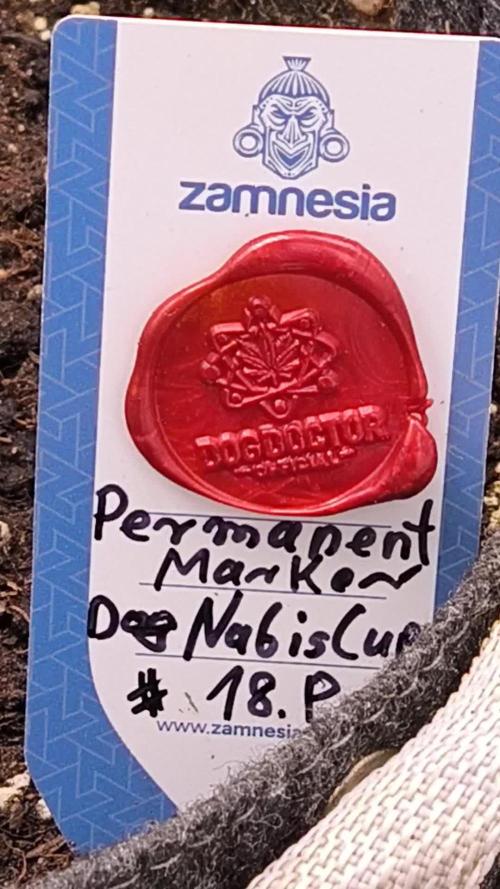 zamnesia
DOGDOCTOR
OFFICIAL
Permanent
Marker
Dog NabisCup
# 18. P
www.zamnesia